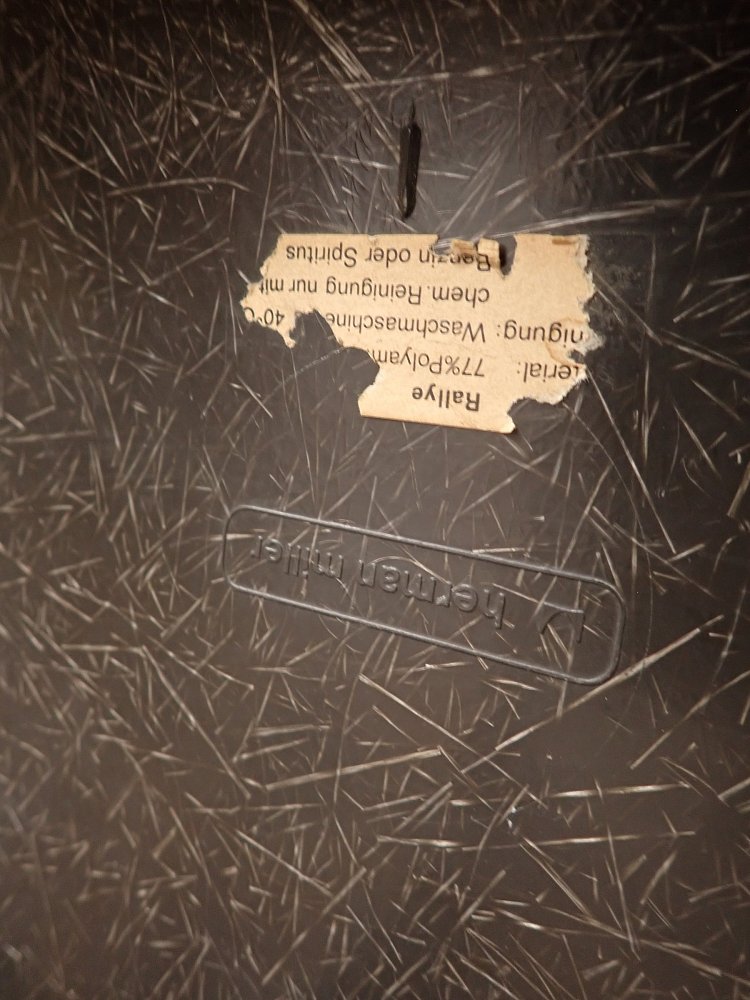 Rallye
terial: 77%Polyam
nigung: Waschmaschine 40°C
chem. Reinigung nur mit
Benzin oder Spiritus
herman miller